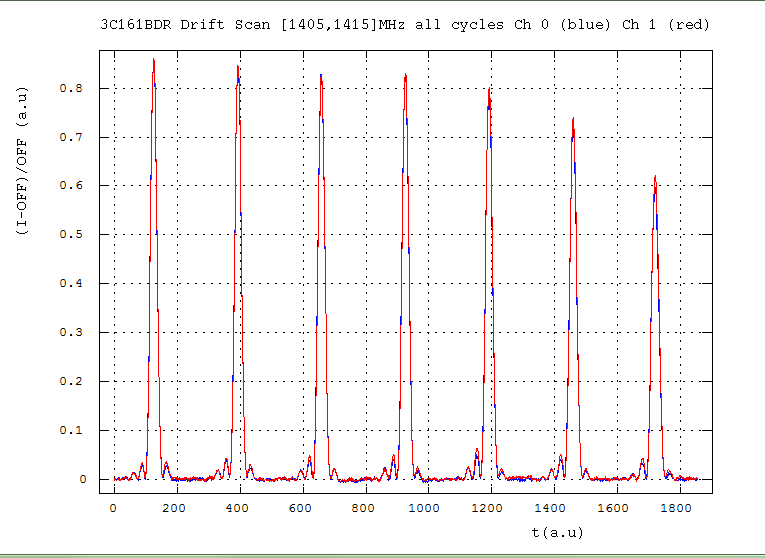 3C161BDR Drift Scan [1405,1415]MHz all cycles Ch 0 (blue) Ch 1 (red)
(I-OFF)/OFF (a.u)
0.8
0.7
0.6
0.5
0.4
0.3
0.2
0.1
0
0 200 400 600 800 1000 1200 1400 1600 1800
t(a.u)